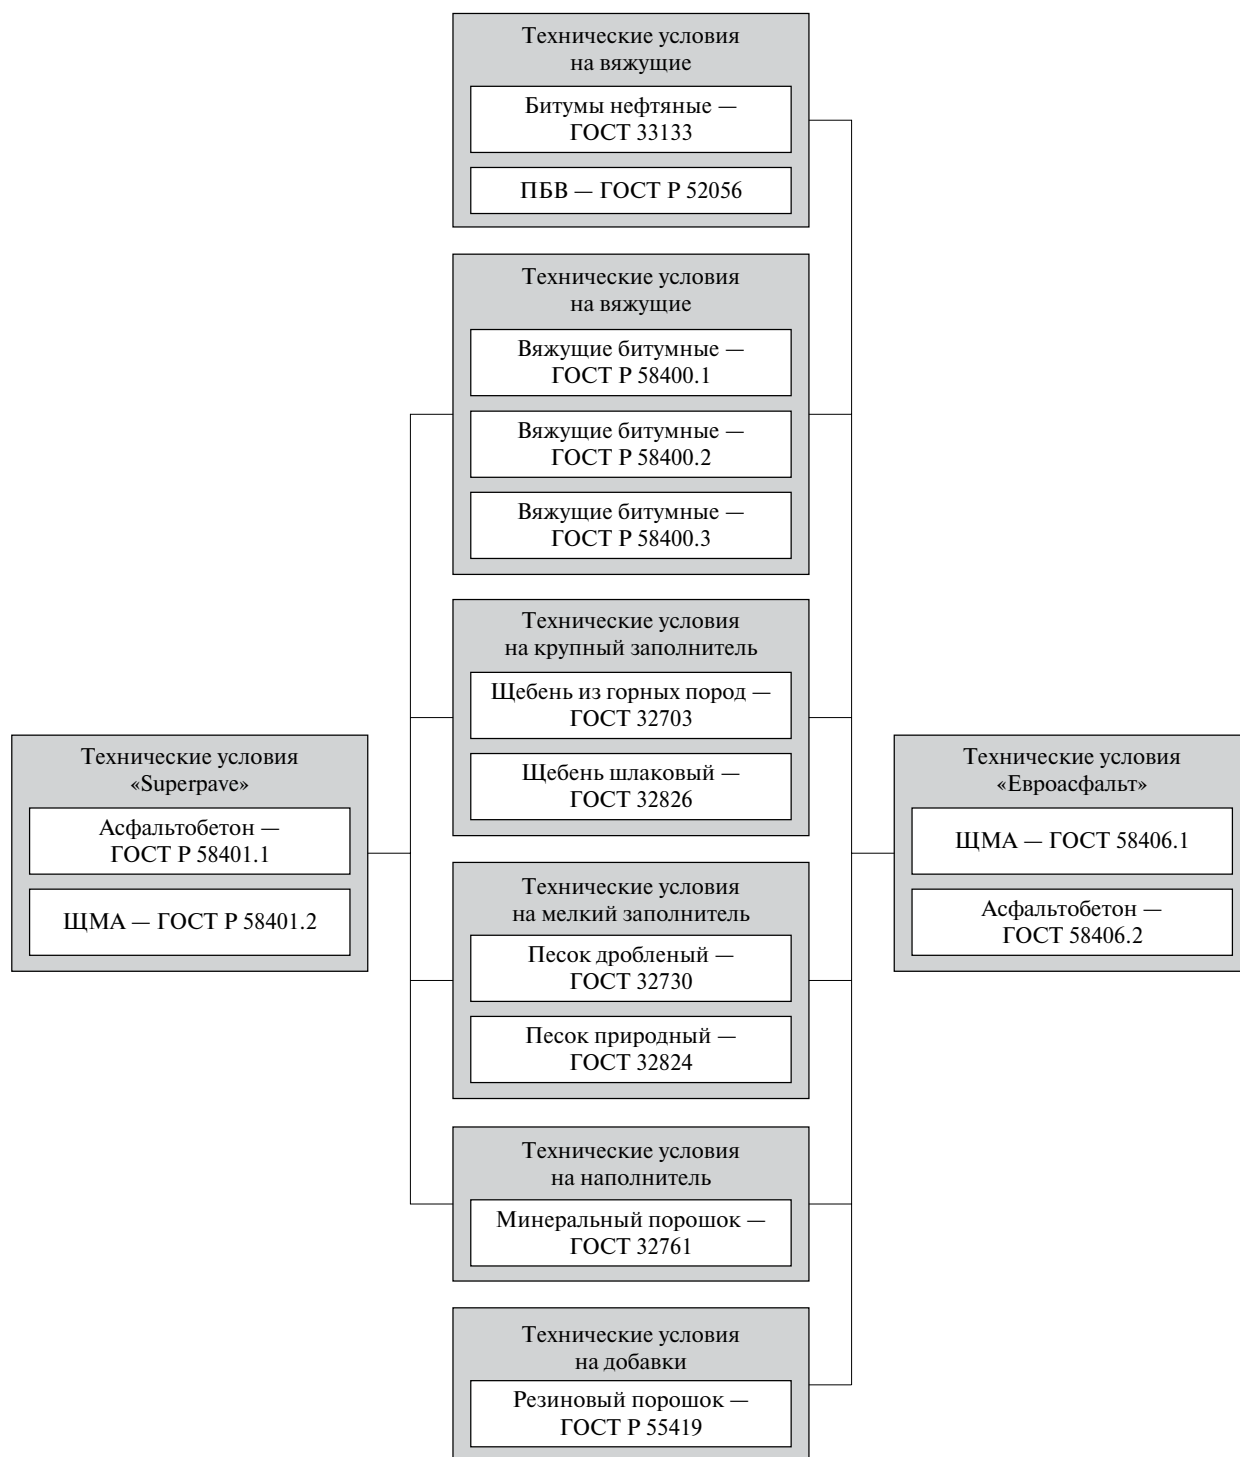 Технические условия
на вяжущие
Битумы нефтяные —
ГОСТ 33133
ПБВ — ГОСТ Р 52056
Технические условия
на вяжущие
Вяжущие битумные —
ГОСТ Р 58400.1
Вяжущие битумные —
ГОСТ Р 58400.2
Вяжущие битумные —
ГОСТ Р 58400.3
Технические условия
на крупный заполнитель
Щебень из горных пород —
ГОСТ 32703
Щебень шлаковый —
ГОСТ 32826
Технические условия
«Superpave»
Асфальтобетон —
ГОСТ Р 58401.1
ЩМА — ГОСТ Р 58401.2
Технические условия
«Евроасфальт»
ЩМА — ГОСТ 58406.1
Асфальтобетон —
ГОСТ 58406.2
Технические условия
на мелкий заполнитель
Песок дробленый —
ГОСТ 32730
Песок природный —
ГОСТ 32824
Технические условия
на наполнитель
Минеральный порошок —
ГОСТ 32761
Технические условия
на добавки
Резиновый порошок —
ГОСТ Р 55419